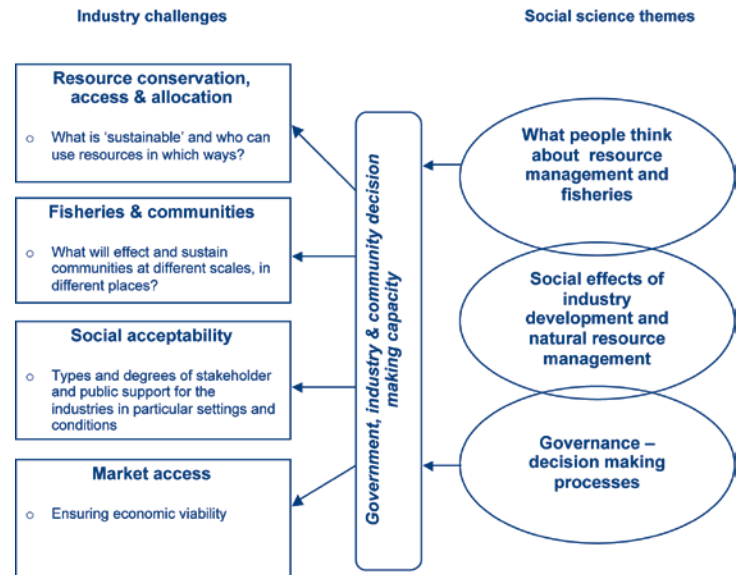 Industry challenges
Social science themes
Resource conservation,
access & allocation
o What is ‘sustainable’ and who can
use resources in which ways?
Fisheries & communities
o What will effect and sustain
communities at different scales, in
different places?
Social acceptability
o Types and degrees of stakeholder
and public support for the
industries in particular settings and
conditions
Market access
o Ensuring economic viability
Government, industry & community decision
making capacity
What people think
about resource
management and
fisheries
Social effects of
industry
development and
natural resource
management
Governance –
decision making
processes